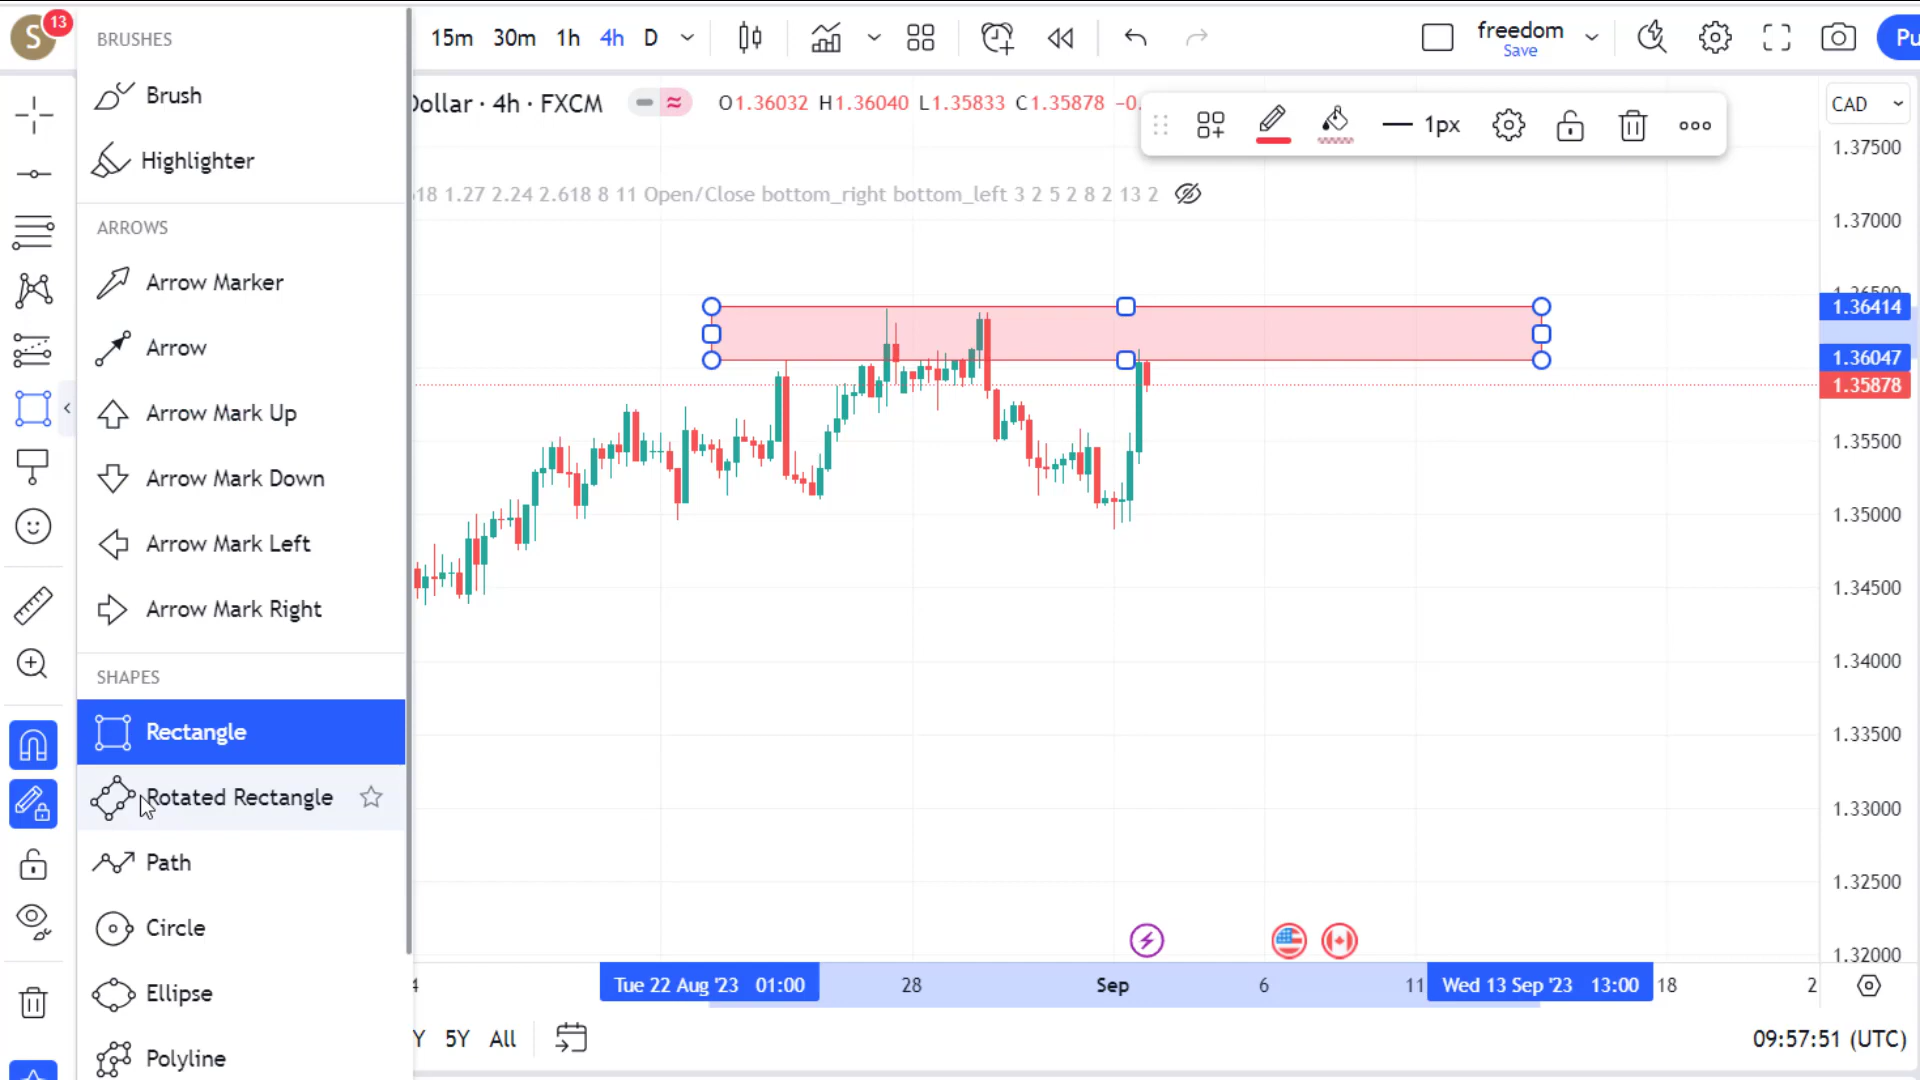 S
13
15m 30m 1h 4h D
freedom
Save
Pu
BRUSHES
Brush
Highlighter
ARROWS
Arrow Marker
Arrow
Arrow Mark Up
Arrow Mark Down
Arrow Mark Left
Arrow Mark Right
SHAPES
Rectangle
Rotated Rectangle
Path
Circle
Ellipse
Polyline
Dollar · 4h · FXCM
O1.36032 H1.36040 L1.35833 C1.35878 −0.
1px
CAD
18 1.27 2.24 2.618 8 11 Open/Close bottom_right bottom_left 3 2 5 2 8 2 13 2
1.37500
1.37000
1.36500
1.36414
1.36047
1.35878
1.35500
1.35000
1.34500
1.34000
1.33500
1.33000
1.32500
1.32000
4 Tue 22 Aug '23 01:00 28 Sep 6 11 Wed 13 Sep '23 13:00 18 2
Y 5Y All
09:57:51 (UTC)